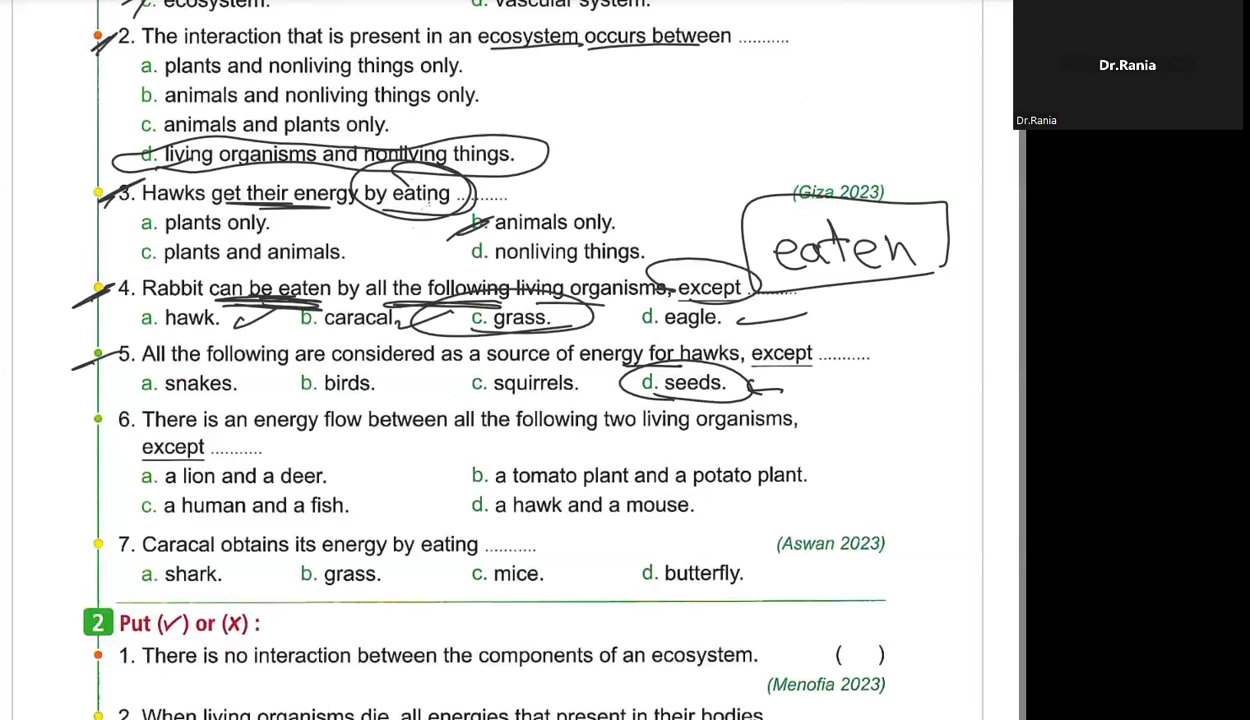 c. ecosystem. d. vascular system.
2. The interaction that is present in an ecosystem occurs between ...........
a. plants and nonliving things only.
b. animals and nonliving things only.
c. animals and plants only.
d. living organisms and nonliving things.
3. Hawks get their energy by eating ........... (Giza 2023)
a. plants only. b. animals only.
c. plants and animals. d. nonliving things.
eaten
4. Rabbit can be eaten by all the following living organisms, except ...........
a. hawk. b. caracal. c. grass. d. eagle.
5. All the following are considered as a source of energy for hawks, except ...........
a. snakes. b. birds. c. squirrels. d. seeds.
6. There is an energy flow between all the following two living organisms,
except ...........
a. a lion and a deer. b. a tomato plant and a potato plant.
c. a human and a fish. d. a hawk and a mouse.
7. Caracal obtains its energy by eating ........... (Aswan 2023)
a. shark. b. grass. c. mice. d. butterfly.
2 Put (✓) or (X) :
1. There is no interaction between the components of an ecosystem. ( )
(Menofia 2023)
2. When living organisms die, all energies that present in their bodies
Dr.Rania
Dr.Rania